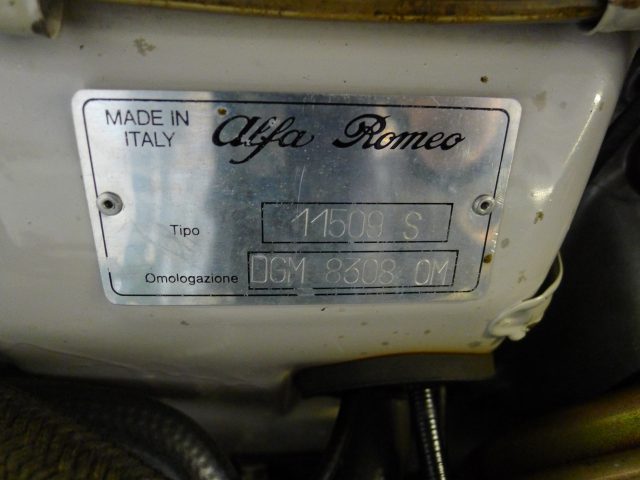 MADE IN
ITALY
Alfa Romeo
Tipo 11509 S
Omologazione DGM 8308 OM